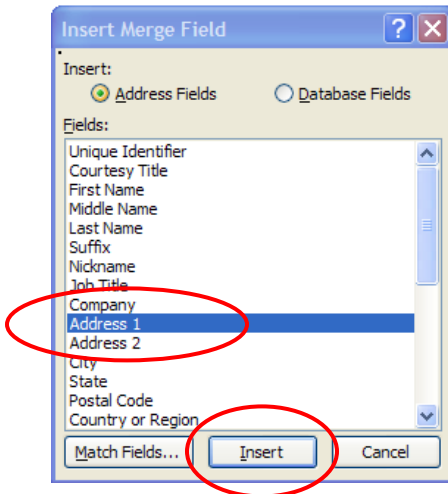 Insert Merge Field
Insert:
Address Fields Database Fields
Fields:
Unique Identifier
Courtesy Title
First Name
Middle Name
Last Name
Suffix
Nickname
Job Title
Company
Address 1
Address 2
City
State
Postal Code
Country or Region
Match Fields... Insert Cancel